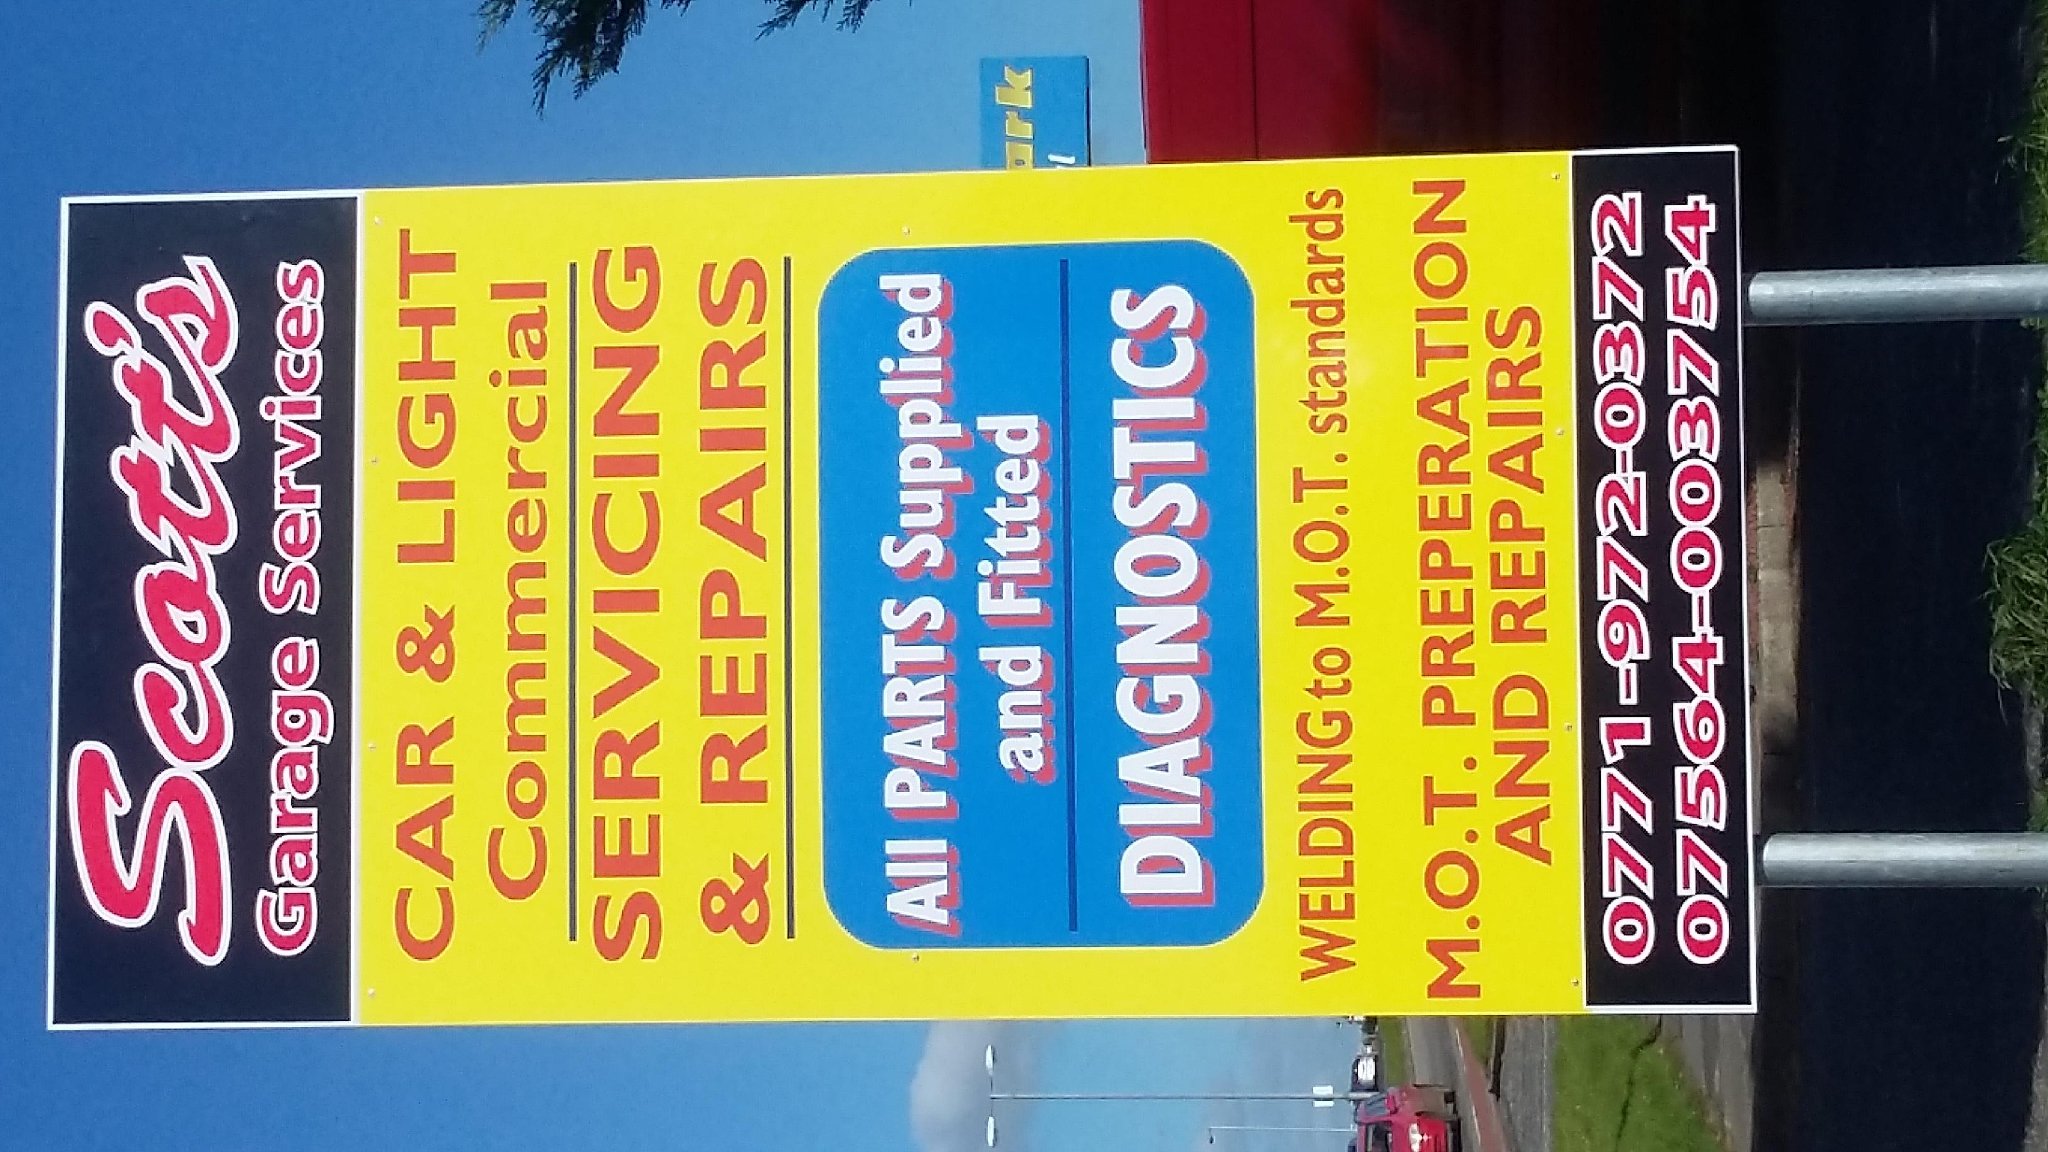 Scott's
Garage Services
CAR & LIGHT
Commercial
SERVICING
& REPAIRS
All PARTS Supplied
and Fitted
DIAGNOSTICS
WELDING to M.O.T. standards
M.O.T. PREPERATION
AND REPAIRS
0771-972-0372
07564-0037754